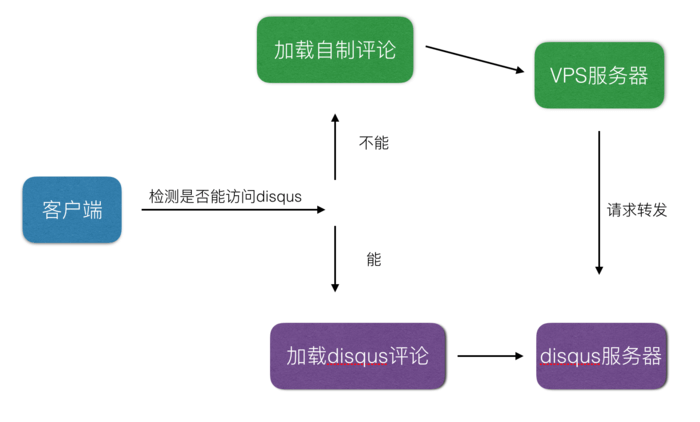 加载自制评论
VPS服务器
不能
检测是否能访问disqus
客户端
请求转发
能
加载disqus评论
disqus服务器